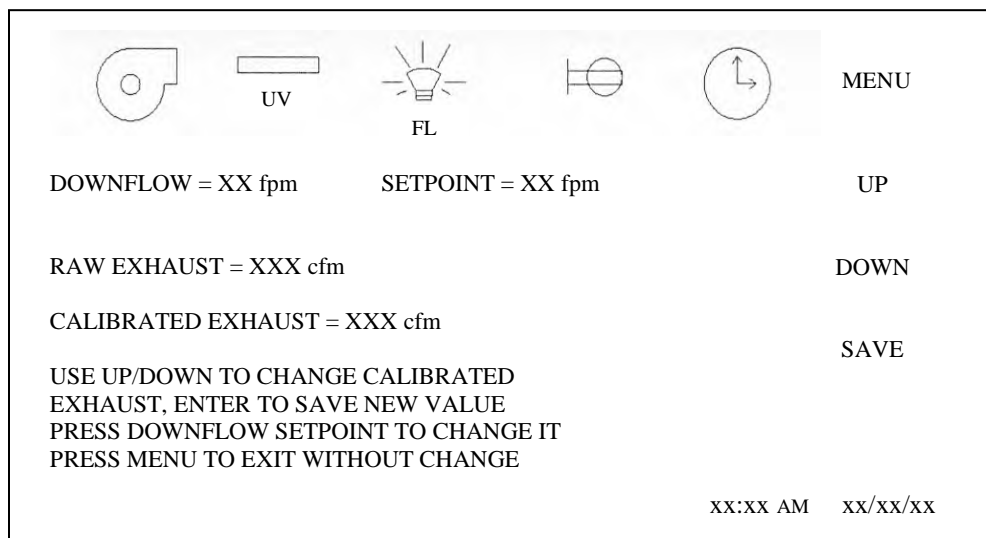 UV
FL
MENU
DOWNFLOW = XX fpm SETPOINT = XX fpm UP
RAW EXHAUST = XXX cfm DOWN
CALIBRATED EXHAUST = XXX cfm
SAVE
USE UP/DOWN TO CHANGE CALIBRATED
EXHAUST, ENTER TO SAVE NEW VALUE
PRESS DOWNFLOW SETPOINT TO CHANGE IT
PRESS MENU TO EXIT WITHOUT CHANGE
xx:xx AM xx/xx/xx